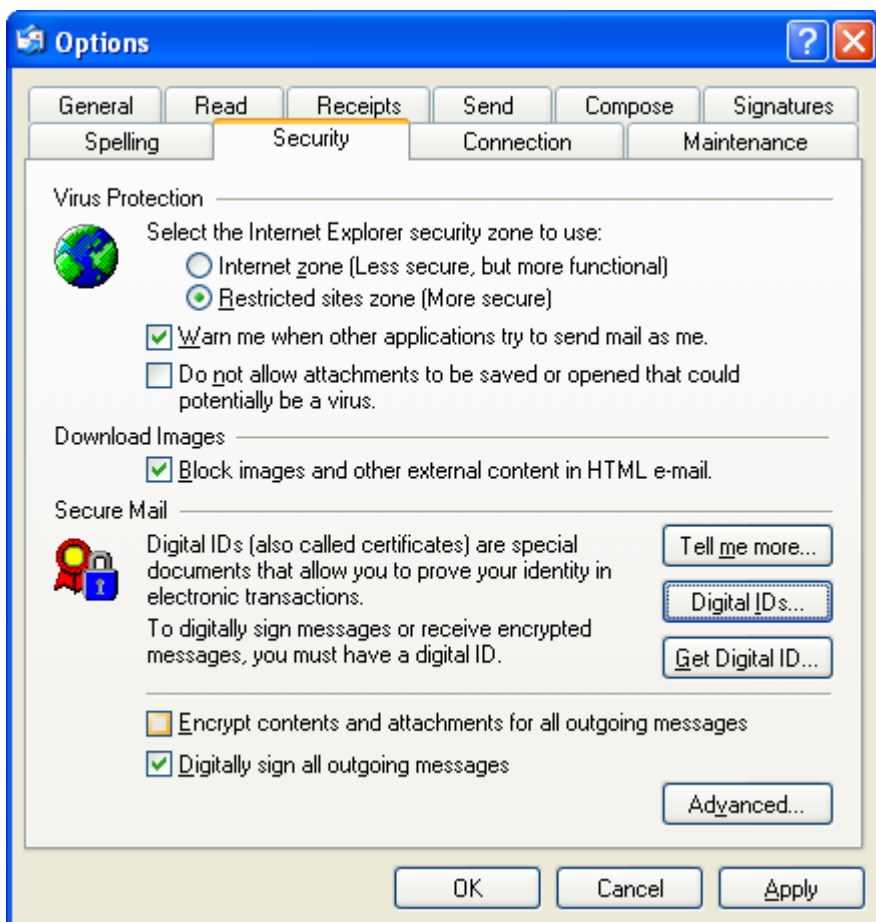 Options
General Read Receipts Send Compose Signatures
Spelling Security Connection Maintenance
Virus Protection
Select the Internet Explorer security zone to use:
Internet zone (Less secure, but more functional)
Restricted sites zone (More secure)
Warn me when other applications try to send mail as me.
Do not allow attachments to be saved or opened that could
potentially be a virus.
Download Images
Block images and other external content in HTML e-mail.
Secure Mail
Digital IDs (also called certificates) are special
documents that allow you to prove your identity in
electronic transactions.
To digitally sign messages or receive encrypted
messages, you must have a digital ID.
Tell me more...
Digital IDs...
Get Digital ID...
Encrypt contents and attachments for all outgoing messages
Digitally sign all outgoing messages
Advanced...
OK Cancel Apply